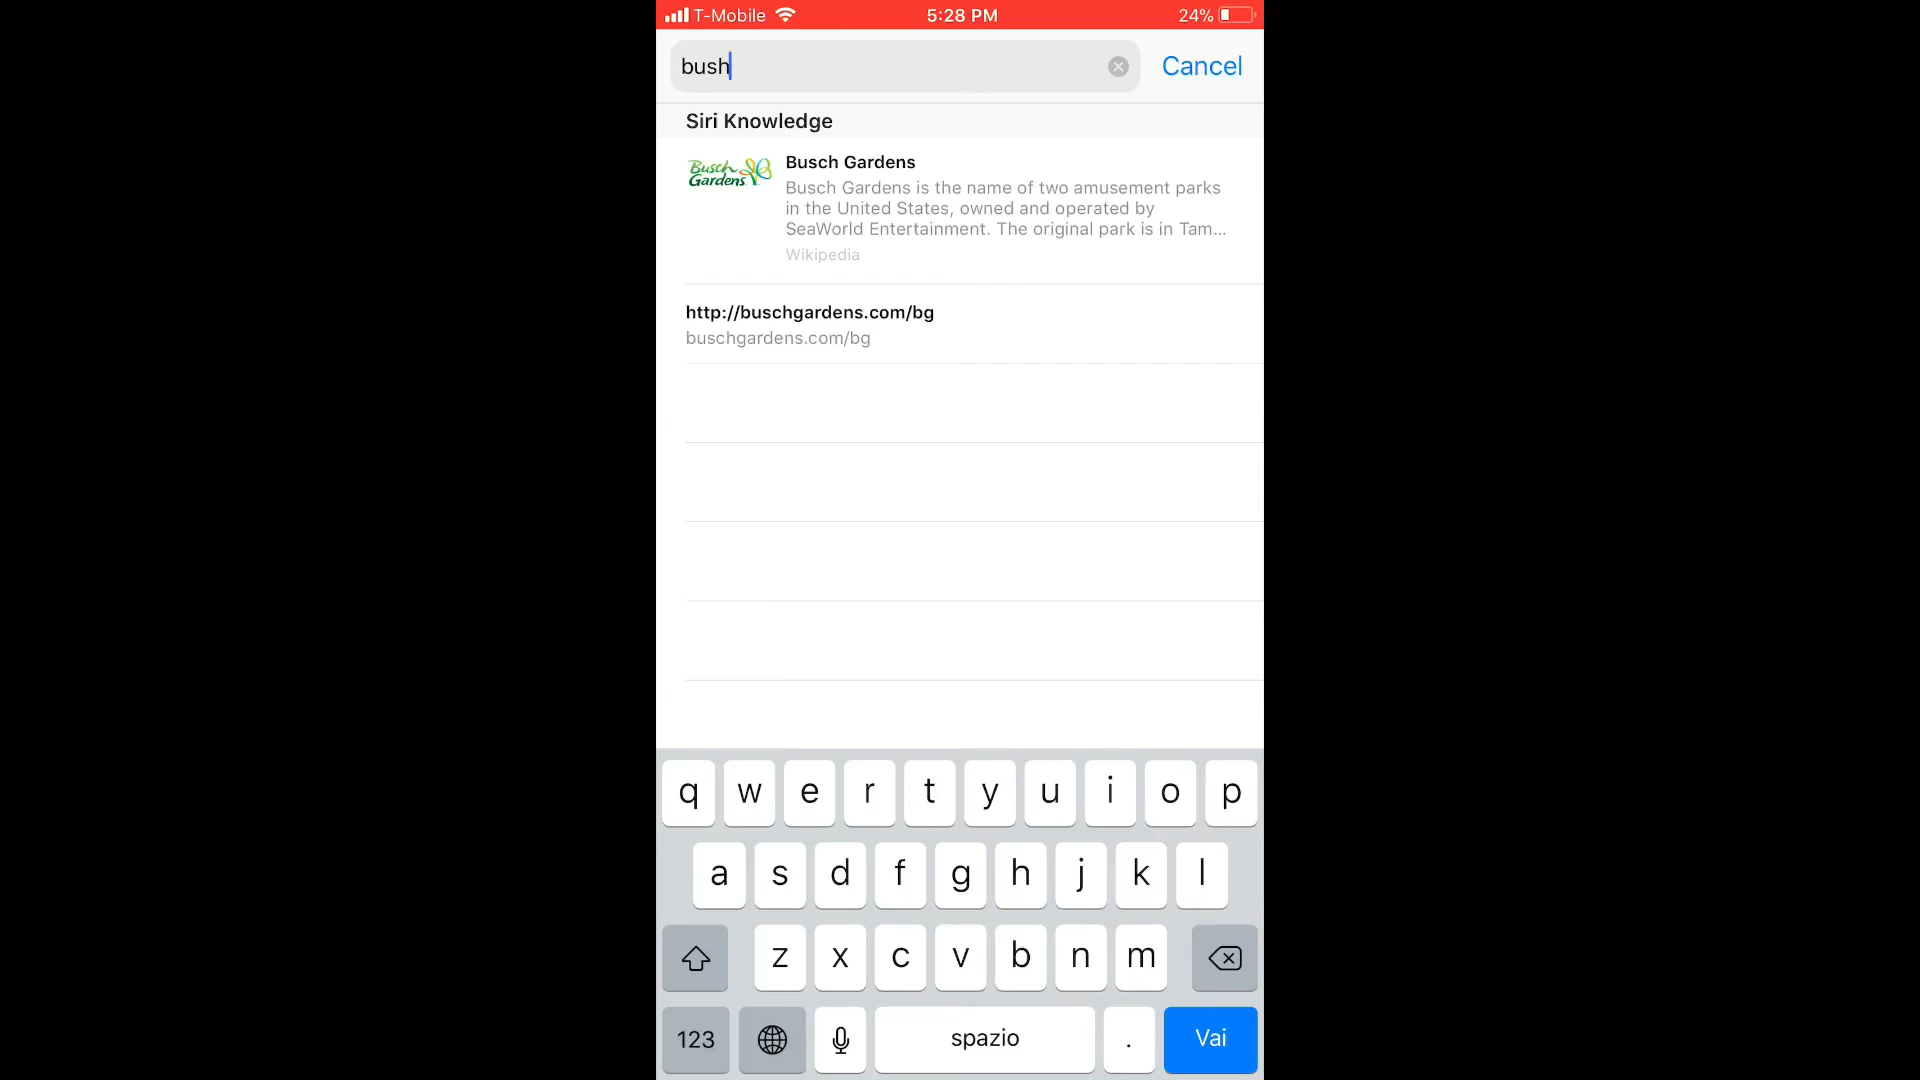 T-Mobile 5:28 PM 24%
bush Cancel
Siri Knowledge
Busch Gardens
Busch Gardens
Busch Gardens is the name of two amusement parks
in the United States, owned and operated by
SeaWorld Entertainment. The original park is in Tam...
Wikipedia
http://buschgardens.com/bg
buschgardens.com/bg
q w e r t y u i o p
a s d f g h j k l
z x c v b n m
123 spazio . Vai